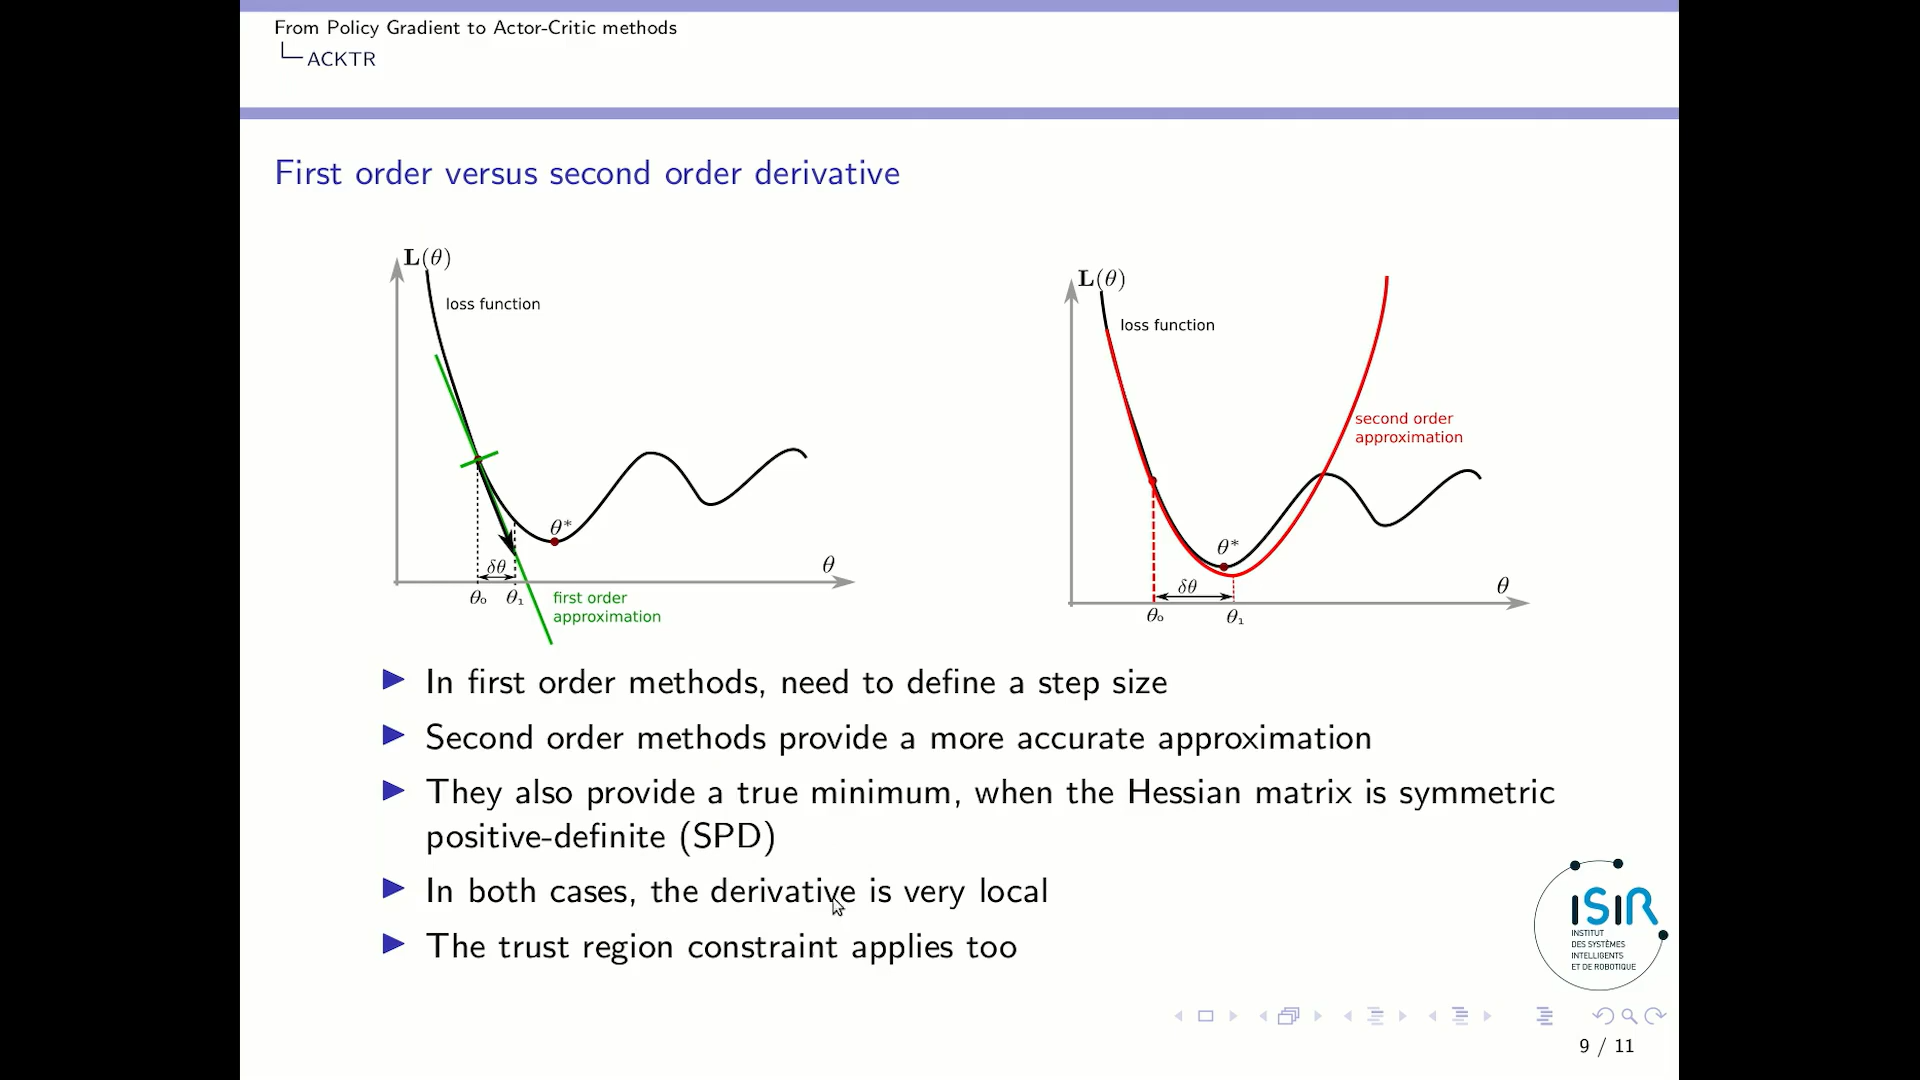 From Policy Gradient to Actor-Critic methods
ACKTR
First order versus second order derivative
L(θ)
loss function
θ*
δθ
θ
θ₀ θ₁
first order
approximation
L(θ)
loss function
second order
approximation
θ*
δθ
θ
θ₀ θ₁
In first order methods, need to define a step size
Second order methods provide a more accurate approximation
They also provide a true minimum, when the Hessian matrix is symmetric
positive-definite (SPD)
In both cases, the derivative is very local
The trust region constraint applies too
ISIR
INSTITUT
DES SYSTÈMES
INTELLIGENTS
ET DE ROBOTIQUE
9 / 11